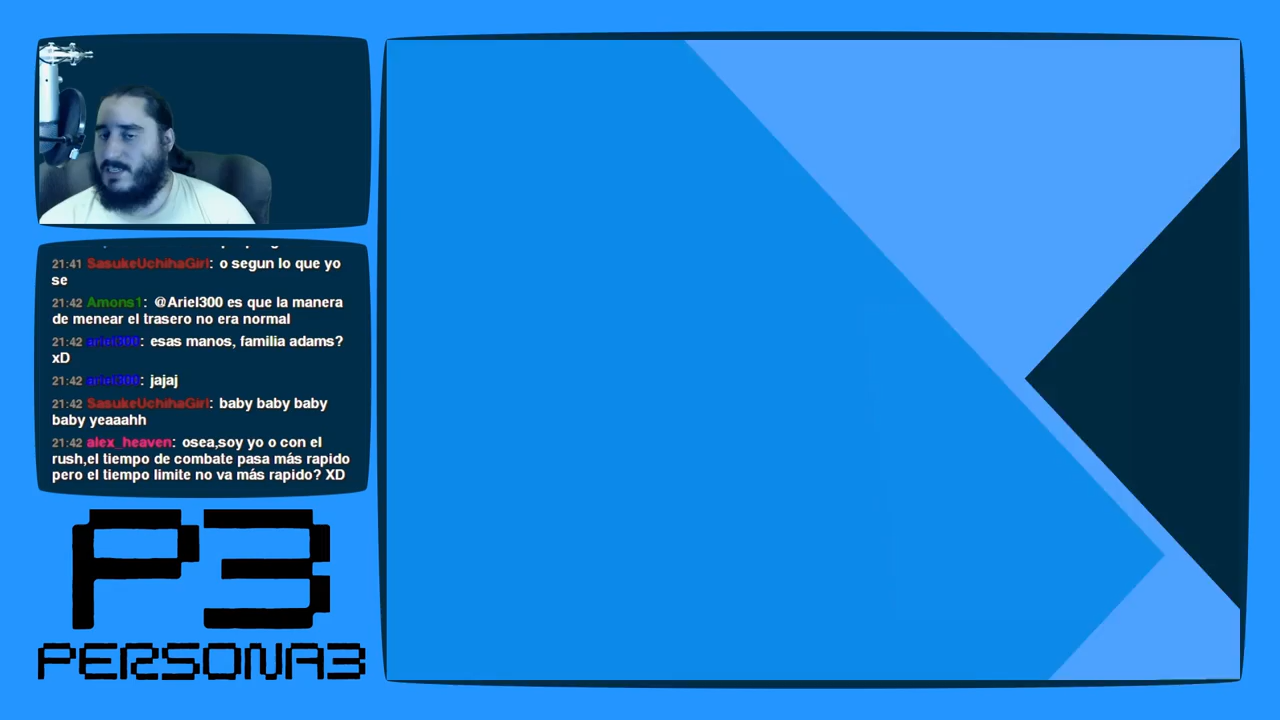 21:41 SasukeUchihaGirl: o segun lo que yo
se
21:42 Amons1: @Ariel300 es que la manera
de menear el trasero no era normal
21:42 ariel300: esas manos, familia adams?
xD
21:42 ariel300: jajaj
21:42 SasukeUchihaGirl: baby baby baby
baby yeaaahh
21:42 alex_heaven: osea,soy yo o con el
rush,el tiempo de combate pasa más rapido
pero el tiempo limite no va más rapido? XD
P3
PERSONA3